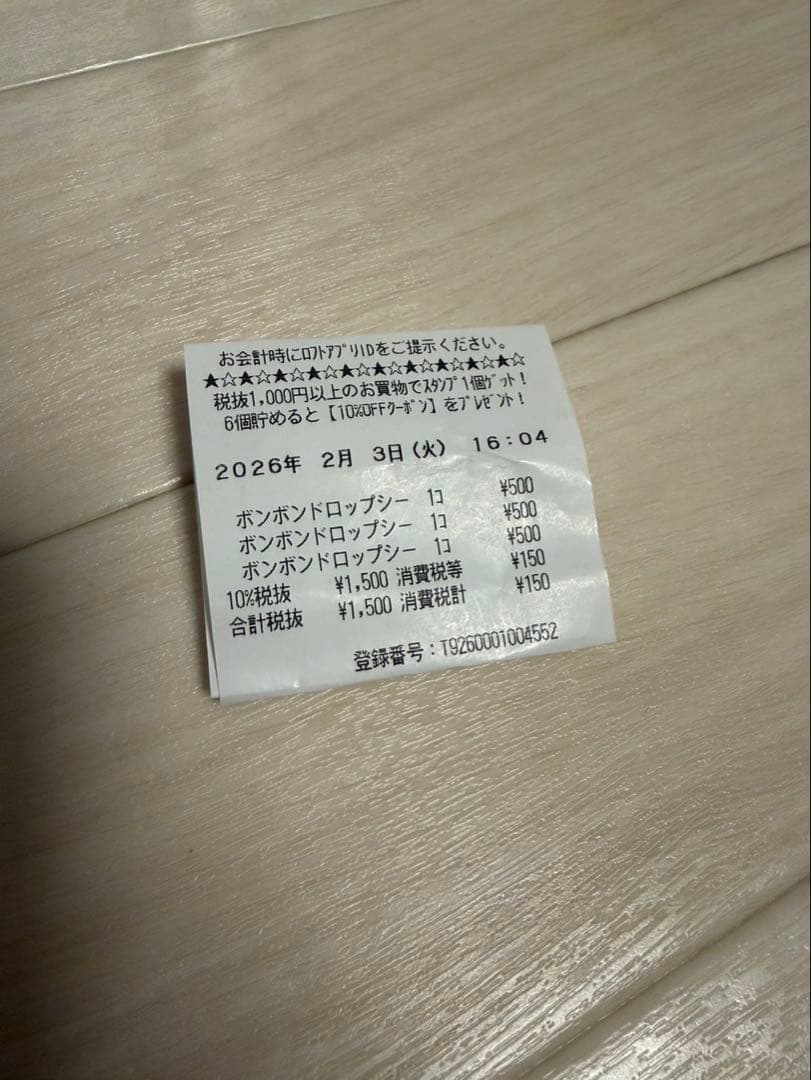 お会計時にﾛﾌﾄｱﾌﾟﾘIDをご提示ください。
★☆★☆★☆★☆★☆★☆★☆★☆★☆★☆
税抜1,000円以上のお買物でｽﾀﾝﾌﾟ1個ｹﾞｯﾄ！
6個貯めると【10%OFFｸｰﾎﾟﾝ】をﾌﾟﾚｾﾞﾝﾄ！
2026年 2月 3日(火) 16:04
ボンボンドロップシー 1ｺ ¥500
ボンボンドロップシー 1ｺ ¥500
ボンボンドロップシー 1ｺ ¥500
10%税抜 ¥1,500 消費税等 ¥150
合計税抜 ¥1,500 消費税計 ¥150
登録番号：T9260001004552